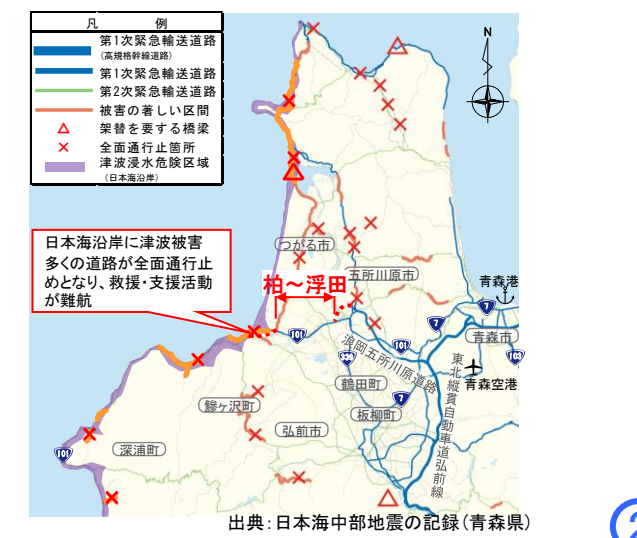 凡 例
第1次緊急輸送道路
(高規格幹線道路)
第1次緊急輸送道路
第2次緊急輸送道路
被害の著しい区間
架替を要する橋梁
全面通行止箇所
津波浸水危険区域
(日本海沿岸)
N
日本海沿岸に津波被害
多くの道路が全面通行止
めとなり、救援・支援活動
が難航
つがる市
柏～浮田
五所川原市
青森港
7
7
101
101
青森市
103
浪岡五所川原道路
339
東北縦貫自動車道弘前線
青森空港
鶴田町
7
鰺ヶ沢町
板柳町
弘前市
深浦町
101
出典：日本海中部地震の記録（青森県）